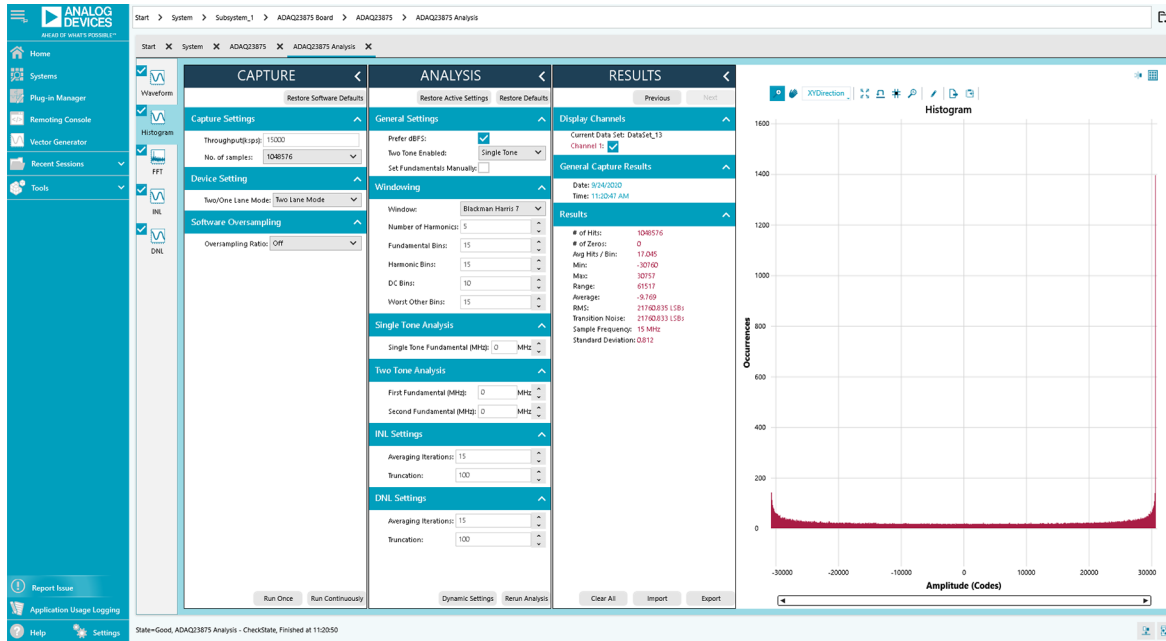 ANALOG
DEVICES
AHEAD OF WHAT'S POSSIBLE™
Home
Systems
Plug-in Manager
Remoting Console
Vector Generator
Recent Sessions
Tools
Report Issue
Application Usage Logging
Help
Settings
Start > System > Subsystem_1 > ADAQ23875 Board > ADAQ23875 > ADAQ23875 Analysis
Start X System X ADAQ23875 X ADAQ23875 Analysis X
Waveform
Histogram
FFT
INL
DNL
CAPTURE
Restore Software Defaults
Capture Settings
Throughput(ksps): 15000
No. of samples: 1048576
Device Setting
Two/One Lane Mode: Two Lane Mode
Software Oversampling
Oversampling Ratio: Off
Run Once Run Continuously
ANALYSIS
Restore Active Settings Restore Defaults
General Settings
Prefer dBFS:
Two Tone Enabled: Single Tone
Set Fundamentals Manually:
Windowing
Window: Blackman Harris 7
Number of Harmonics: 5
Fundamental Bins: 15
Harmonic Bins: 15
DC Bins: 10
Worst Other Bins: 15
Single Tone Analysis
Single Tone Fundamental (MHz): 0 MHz
Two Tone Analysis
First Fundamental (MHz): 0 MHz
Second Fundamental (MHz): 0 MHz
INL Settings
Averaging Iterations: 15
Truncation: 100
DNL Settings
Averaging Iterations: 15
Truncation: 100
Dynamic Settings Rerun Analysis
RESULTS
Previous Next
Display Channels
Current Data Set: DataSet_13
Channel 1:
General Capture Results
Date: 9/24/2020
Time: 11:20:47 AM
Results
# of Hits: 1048576
# of Zeros: 0
Avg Hits / Bin: 17.045
Min: -30760
Max: 30757
Range: 61517
Average: -9.769
RMS: 21760.835 LSBs
Transition Noise: 21760.833 LSBs
Sample Frequency: 15 MHz
Standard Deviation: 0.812
Clear All Import Export
XYDirection
Histogram
1600
1400
1200
1000
800
600
400
200
0
Occurrences
-30000 -20000 -10000 0 10000 20000 30000
Amplitude (Codes)
State=Good, ADAQ23875 Analysis - CheckState, Finished at 11:20:50